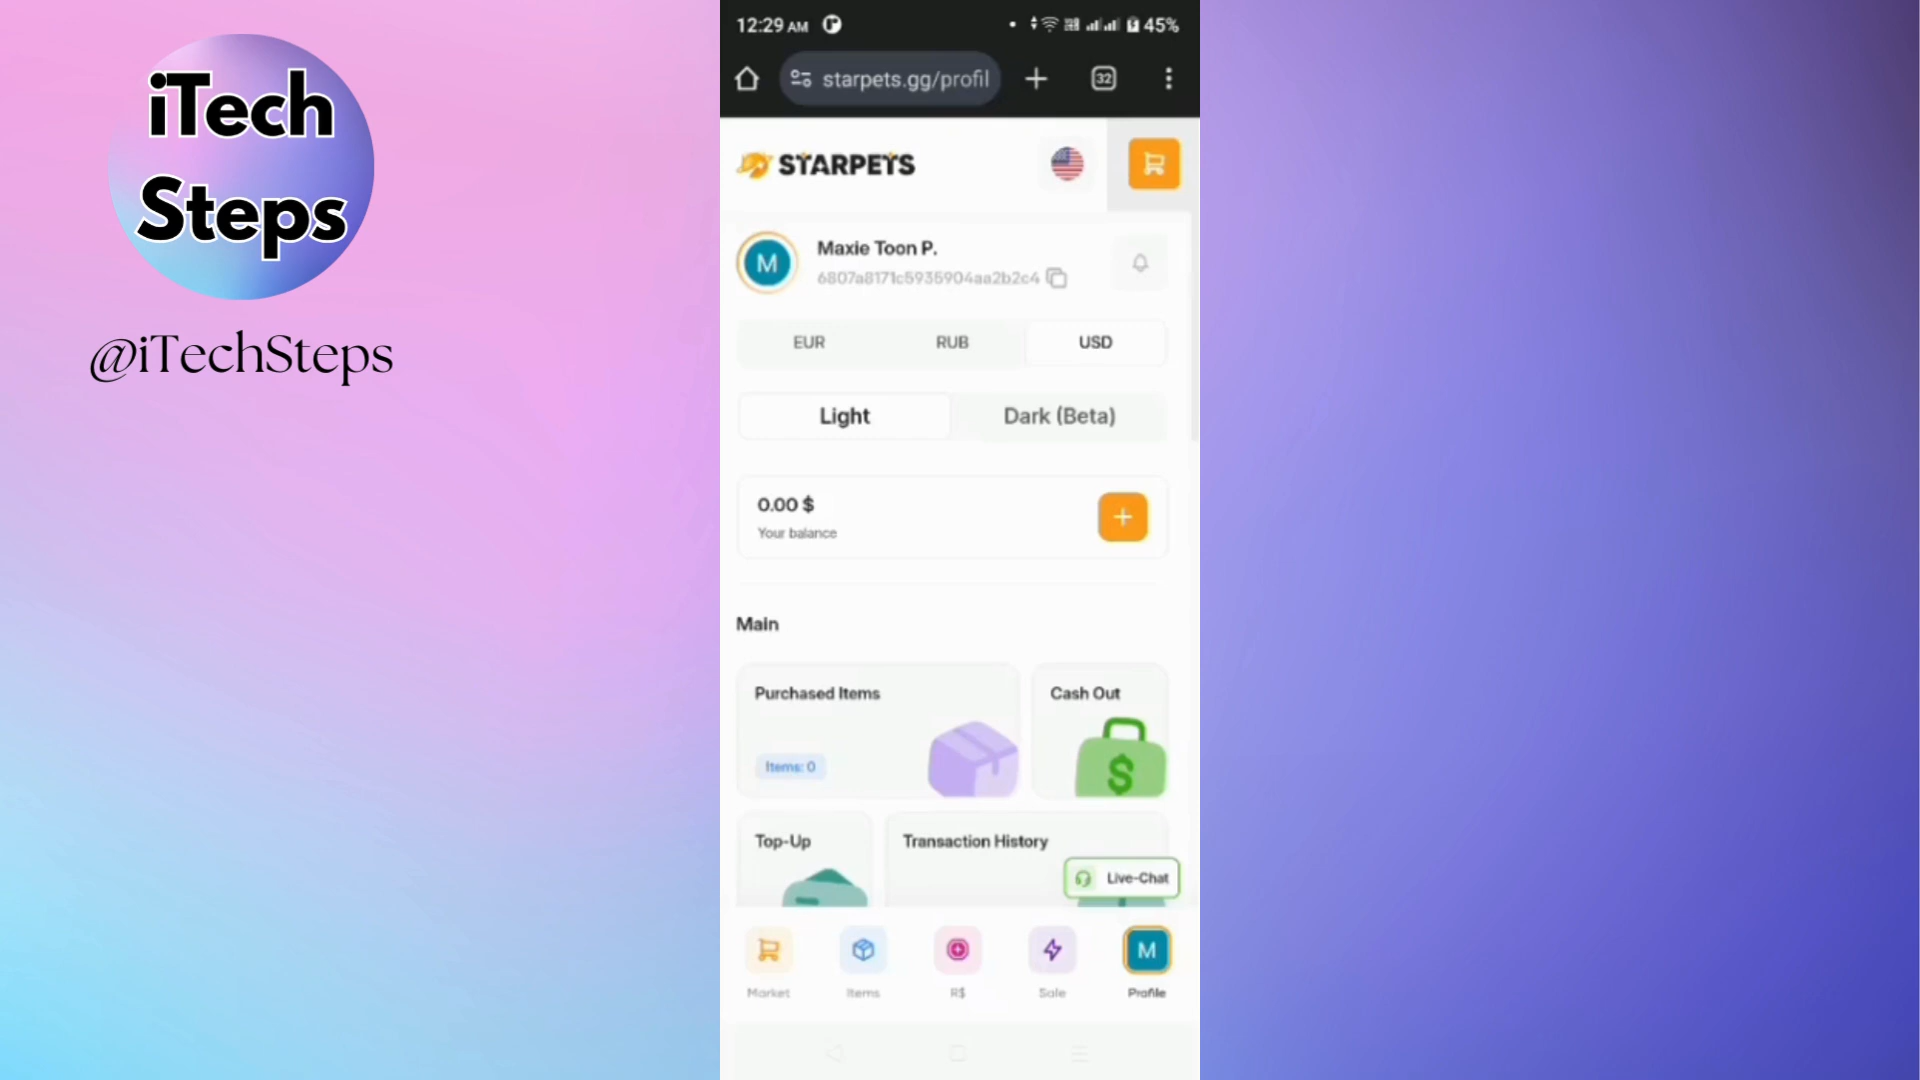 iTech
Steps
@iTechSteps
12:29 AM
45%
starpets.gg/profil
32
STARPETS
M
Maxie Toon P.
6807a8171c5935904aa2b2c4
EUR RUB USD
Light Dark (Beta)
0.00 $
Your balance
Main
Purchased Items
Cash Out
Items: 0
$
Top-Up
Transaction History
Live-Chat
M
Market Items R$ Sale Profile